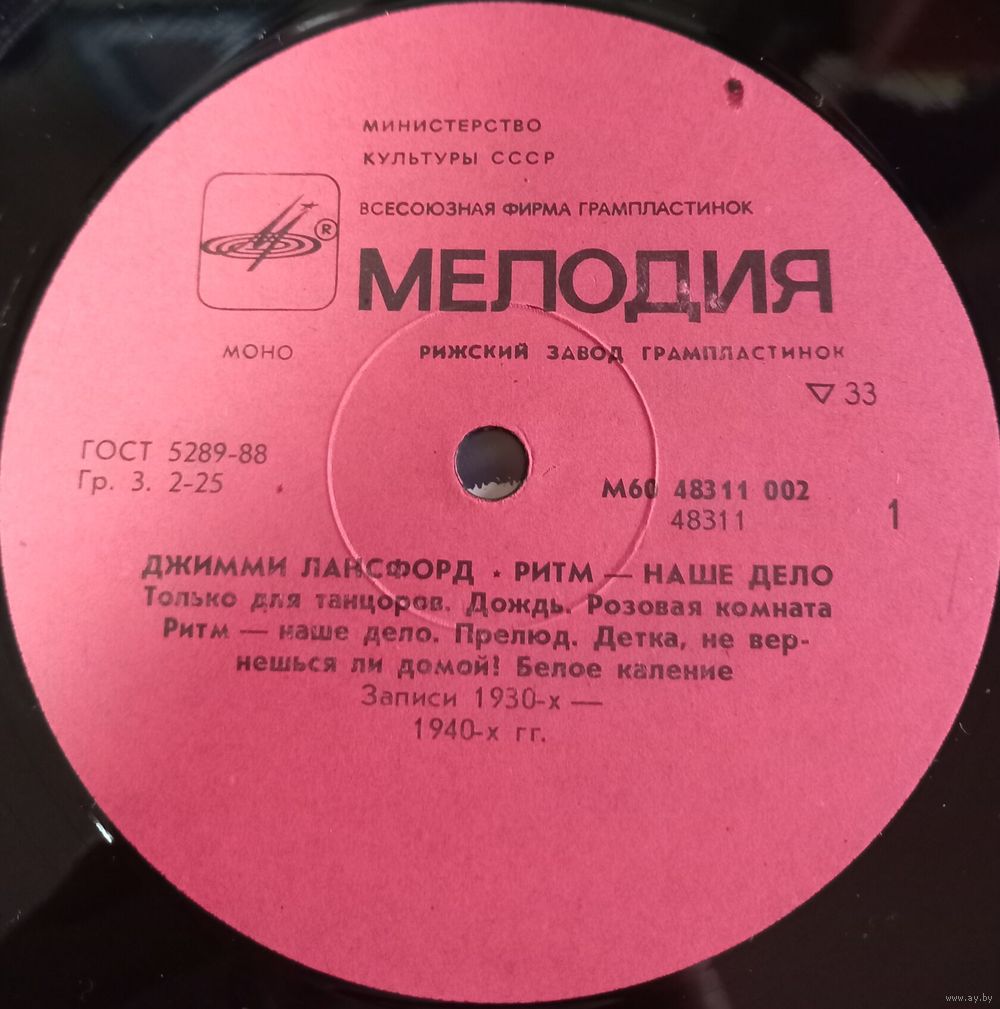 МИНИСТЕРСТВО
КУЛЬТУРЫ СССР
ВСЕСОЮЗНАЯ ФИРМА ГРАМПЛАСТИНОК
®
МЕЛОДИЯ
МОНО
РИЖСКИЙ ЗАВОД ГРАМПЛАСТИНОК
▽ 33
ГОСТ 5289-88
Гр. 3. 2-25
М60 48311 002
48311
1
ДЖИММИ ЛАНСФОРД ★ РИТМ — НАШЕ ДЕЛО
Только для танцоров. Дождь. Розовая комната
Ритм — наше дело. Прелюд. Детка, не вер-
нешься ли домой! Белое каление
Записи 1930-х —
1940-х гг.
www.ay.by